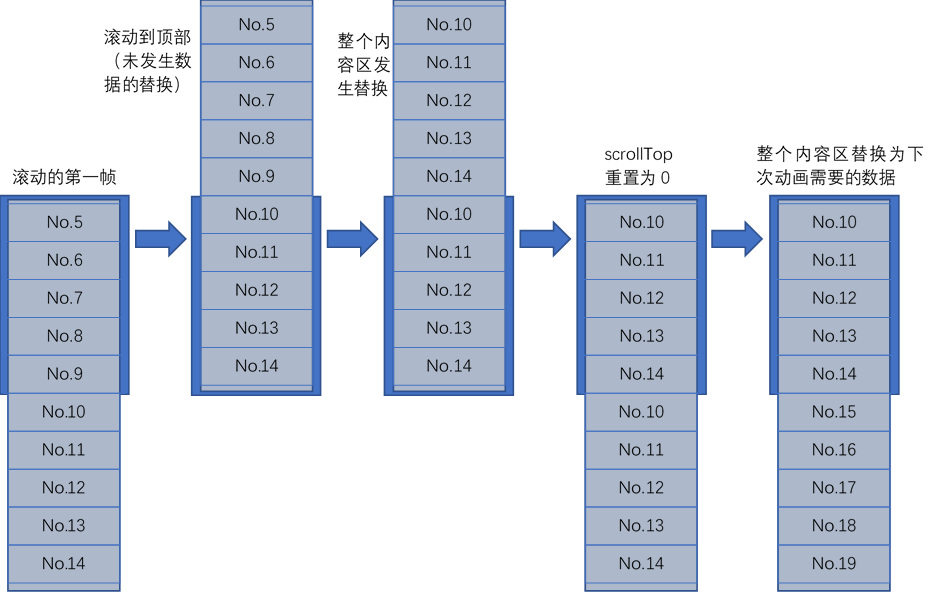 滚动的第一帧
No.5
No.6
No.7
No.8
No.9
No.10
No.11
No.12
No.13
No.14
滚动到顶部
（未发生数
据的替换）
No.5
No.6
No.7
No.8
No.9
No.10
No.11
No.12
No.13
No.14
整个内
容区发
生替换
No.10
No.11
No.12
No.13
No.14
No.10
No.11
No.12
No.13
No.14
scrollTop
重置为 0
No.10
No.11
No.12
No.13
No.14
No.10
No.11
No.12
No.13
No.14
整个内容区替换为下
次动画需要的数据
No.10
No.11
No.12
No.13
No.14
No.15
No.16
No.17
No.18
No.19